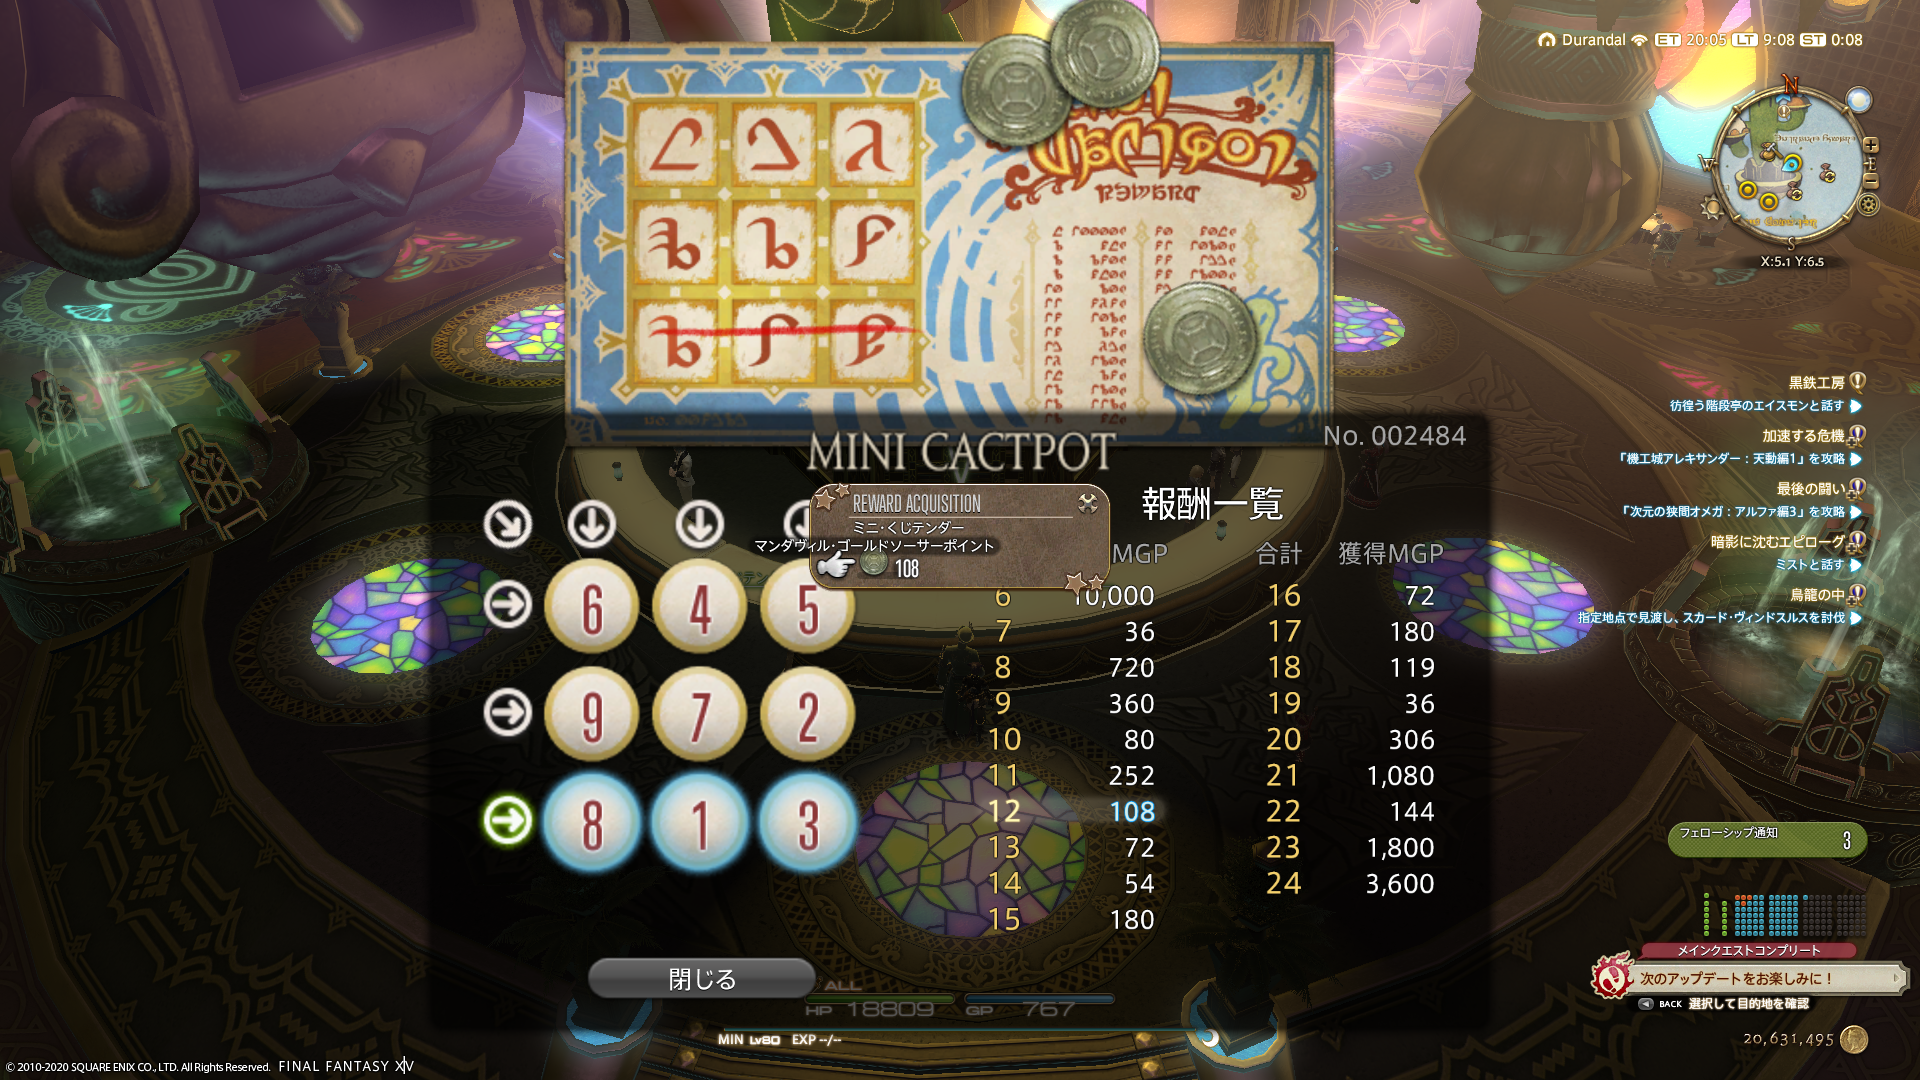 Durandal ET 20:05 LT 9:08 ST 0:08
N
W
E
S
X:5.1 Y:6.5
MINI CACTPOT
No. 002484
REWARD ACQUISITION
ミニ・くじテンダー
マンダヴィル・ゴールドソーサーポイント
108
報酬一覧
MGP 合計 獲得MGP
6 4 5
9 7 2
8 1 3
6 10,000 16 72
7 36 17 180
8 720 18 119
9 360 19 36
10 80 20 306
11 252 21 1,080
12 108 22 144
13 72 23 1,800
14 54 24 3,600
15 180
閉じる
黒鉄工房
彷徨う階段亭のエイスモンと話す
加速する危機
「機工城アレキサンダー：天動編1」を攻略
最後の闘い
「次元の狭間オメガ：アルファ編3」を攻略
暗影に沈むエピローグ
ミストと話す
鳥籠の中
指定地点で見渡し、スカード・ヴィンドスルスを討伐
フェローシップ通知 3
メインクエストコンプリート
次のアップデートをお楽しみに！
BACK 選択して目的地を確認
20,631,495
ALL
HP 18809 GP 767
MIN Lv80 EXP --/--
© 2010-2020 SQUARE ENIX CO., LTD. All Rights Reserved. FINAL FANTASY XIV